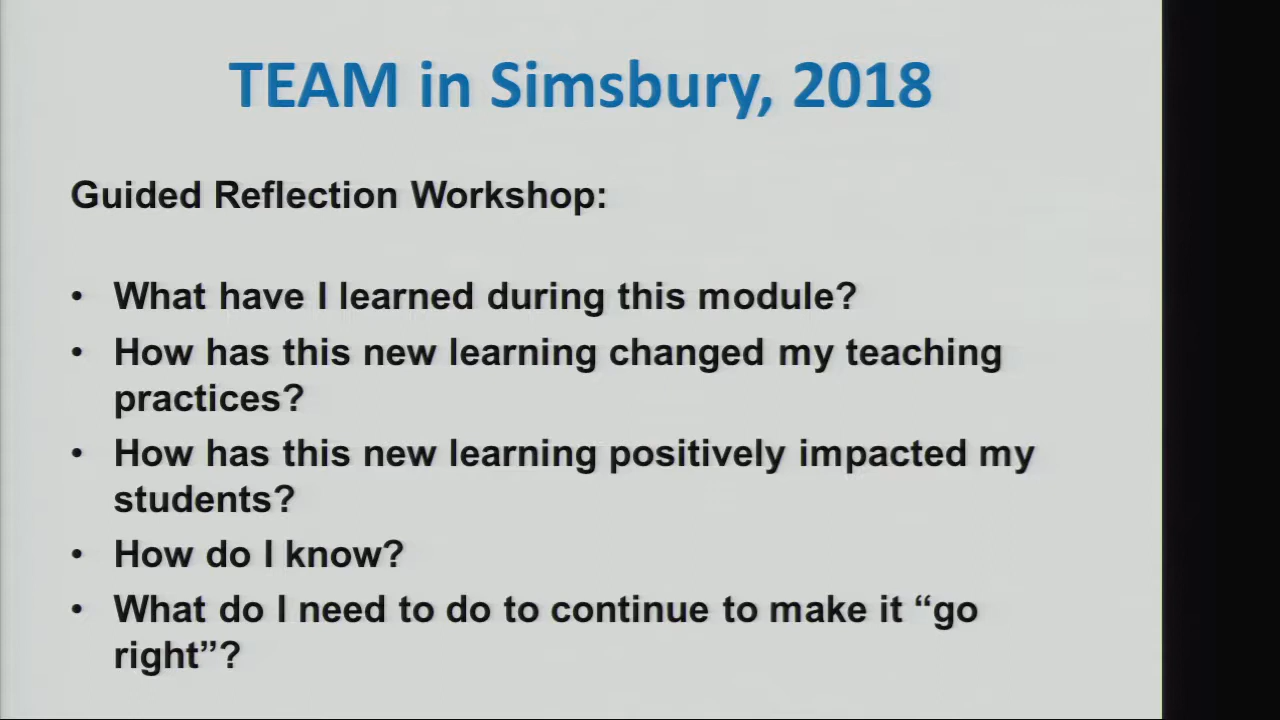 TEAM in Simsbury, 2018
Guided Reflection Workshop:
• What have I learned during this module?
• How has this new learning changed my teaching
practices?
• How has this new learning positively impacted my
students?
• How do I know?
• What do I need to do to continue to make it “go
right”?